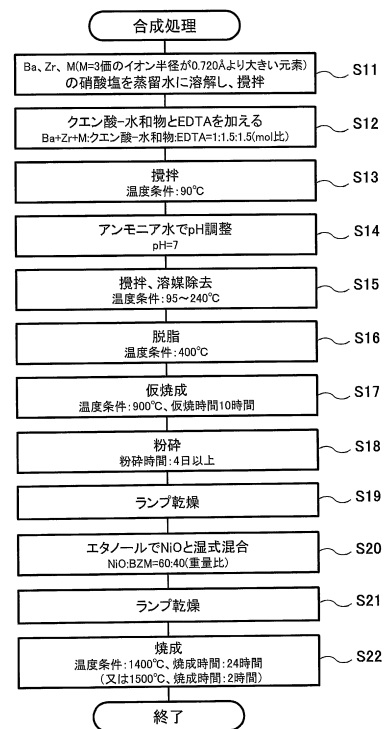 合成処理
Ba、Zr、M(M=3価のイオン半径が0.720Åより大きい元素)
の硝酸塩を蒸留水に溶解し、攪拌
S11
クエン酸一水和物とEDTAを加える
Ba+Zr+M:クエン酸一水和物:EDTA=1:1.5:1.5(mol比)
S12
攪拌
温度条件:90℃
S13
アンモニア水でpH調整
pH=7
S14
攪拌、溶媒除去
温度条件:95～240℃
S15
脱脂
温度条件:400℃
S16
仮焼成
温度条件:900℃、仮焼時間10時間
S17
粉砕
粉砕時間:4日以上
S18
ランプ乾燥
S19
エタノールでNiOと湿式混合
NiO:BZM=60:40(重量比)
S20
ランプ乾燥
S21
焼成
温度条件:1400℃、焼成時間:24時間
(又は1500℃、焼成時間:2時間)
S22
終了